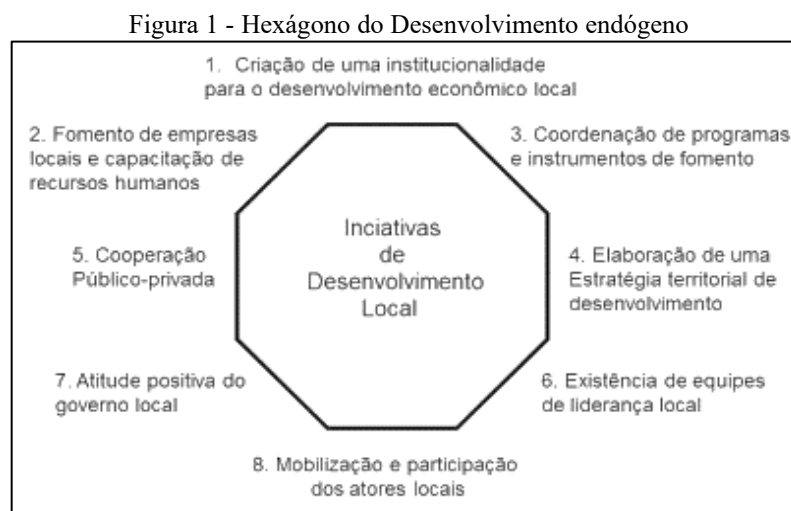 Figura 1 - Hexágono do Desenvolvimento endógeno
1. Criação de uma institucionalidade
para o desenvolvimento econômico local
2. Fomento de empresas
locais e capacitação de
recursos humanos
3. Coordenação de programas
e instrumentos de fomento
Inciativas
de
Desenvolvimento
Local
5. Cooperação
Público-privada
4. Elaboração de uma
Estratégia territorial de
desenvolvimento
7. Atitude positiva do
governo local
6. Existência de equipes
de liderança local
8. Mobilização e participação
dos atores locais